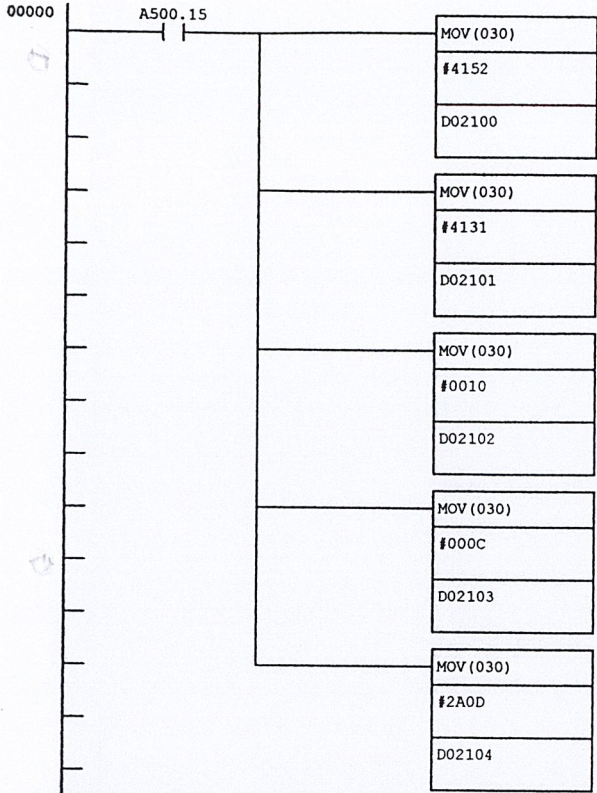 00000
A500.15
MOV(030)
#4152
D02100
MOV(030)
#4131
D02101
MOV(030)
#0010
D02102
MOV(030)
#000C
D02103
MOV(030)
#2A0D
D02104